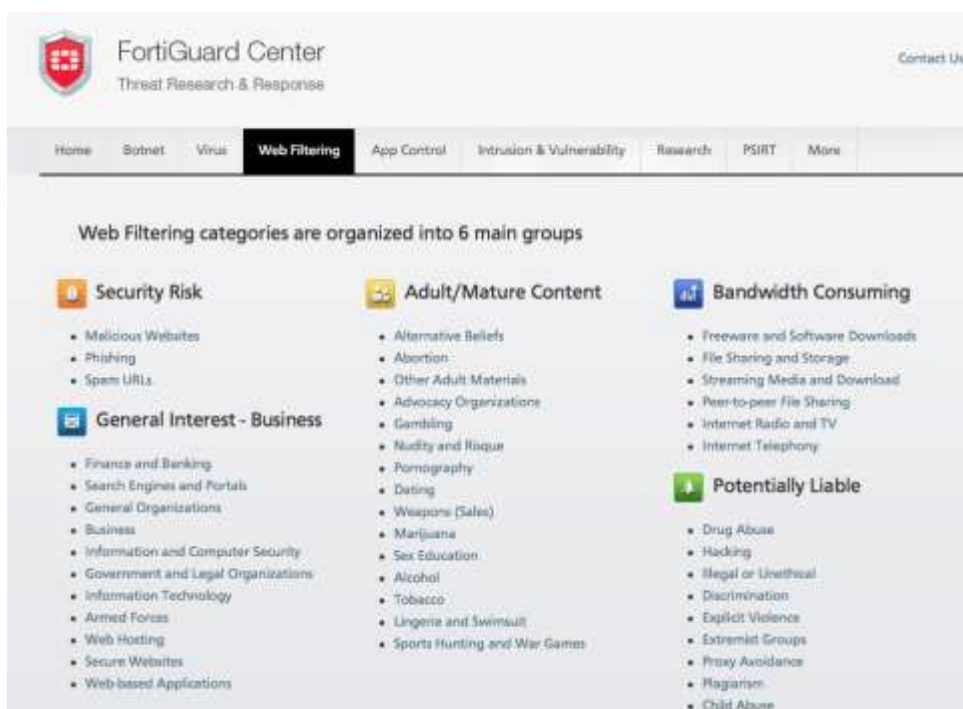 FortiGuard Center
Threat Research & Response
Contact Us
Home Botnet Virus Web Filtering App Control Intrusion & Vulnerability Research PSIRT More
Web Filtering categories are organized into 6 main groups
Security Risk
Malicious Websites
Phishing
Spam URLs
General Interest - Business
Finance and Banking
Search Engines and Portals
General Organizations
Business
Information and Computer Security
Government and Legal Organizations
Information Technology
Armed Forces
Web Hosting
Secure Websites
Web-based Applications
Adult/Mature Content
Alternative Beliefs
Abortion
Other Adult Materials
Advocacy Organizations
Gambling
Nudity and Risque
Pornography
Dating
Weapons (Sales)
Marijuana
Sex Education
Alcohol
Tobacco
Lingerie and Swimsuit
Sports Hunting and War Games
Bandwidth Consuming
Freeware and Software Downloads
File Sharing and Storage
Streaming Media and Download
Peer-to-peer File Sharing
Internet Radio and TV
Internet Telephony
Potentially Liable
Drug Abuse
Hacking
Illegal or Unethical
Discrimination
Explicit Violence
Extremist Groups
Proxy Avoidance
Plagiarism
Child Abuse